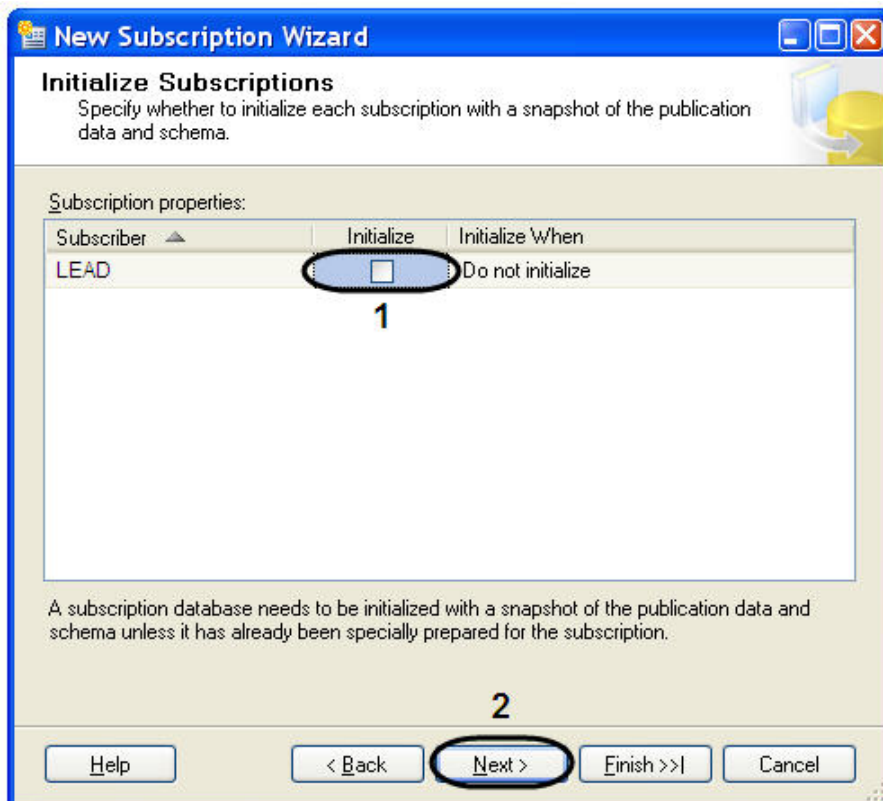 New Subscription Wizard
Initialize Subscriptions
Specify whether to initialize each subscription with a snapshot of the publication
data and schema.
Subscription properties:
Subscriber Initialize Initialize When
LEAD Do not initialize
1
A subscription database needs to be initialized with a snapshot of the publication data and
schema unless it has already been specially prepared for the subscription.
2
Help < Back Next > Finish >>| Cancel